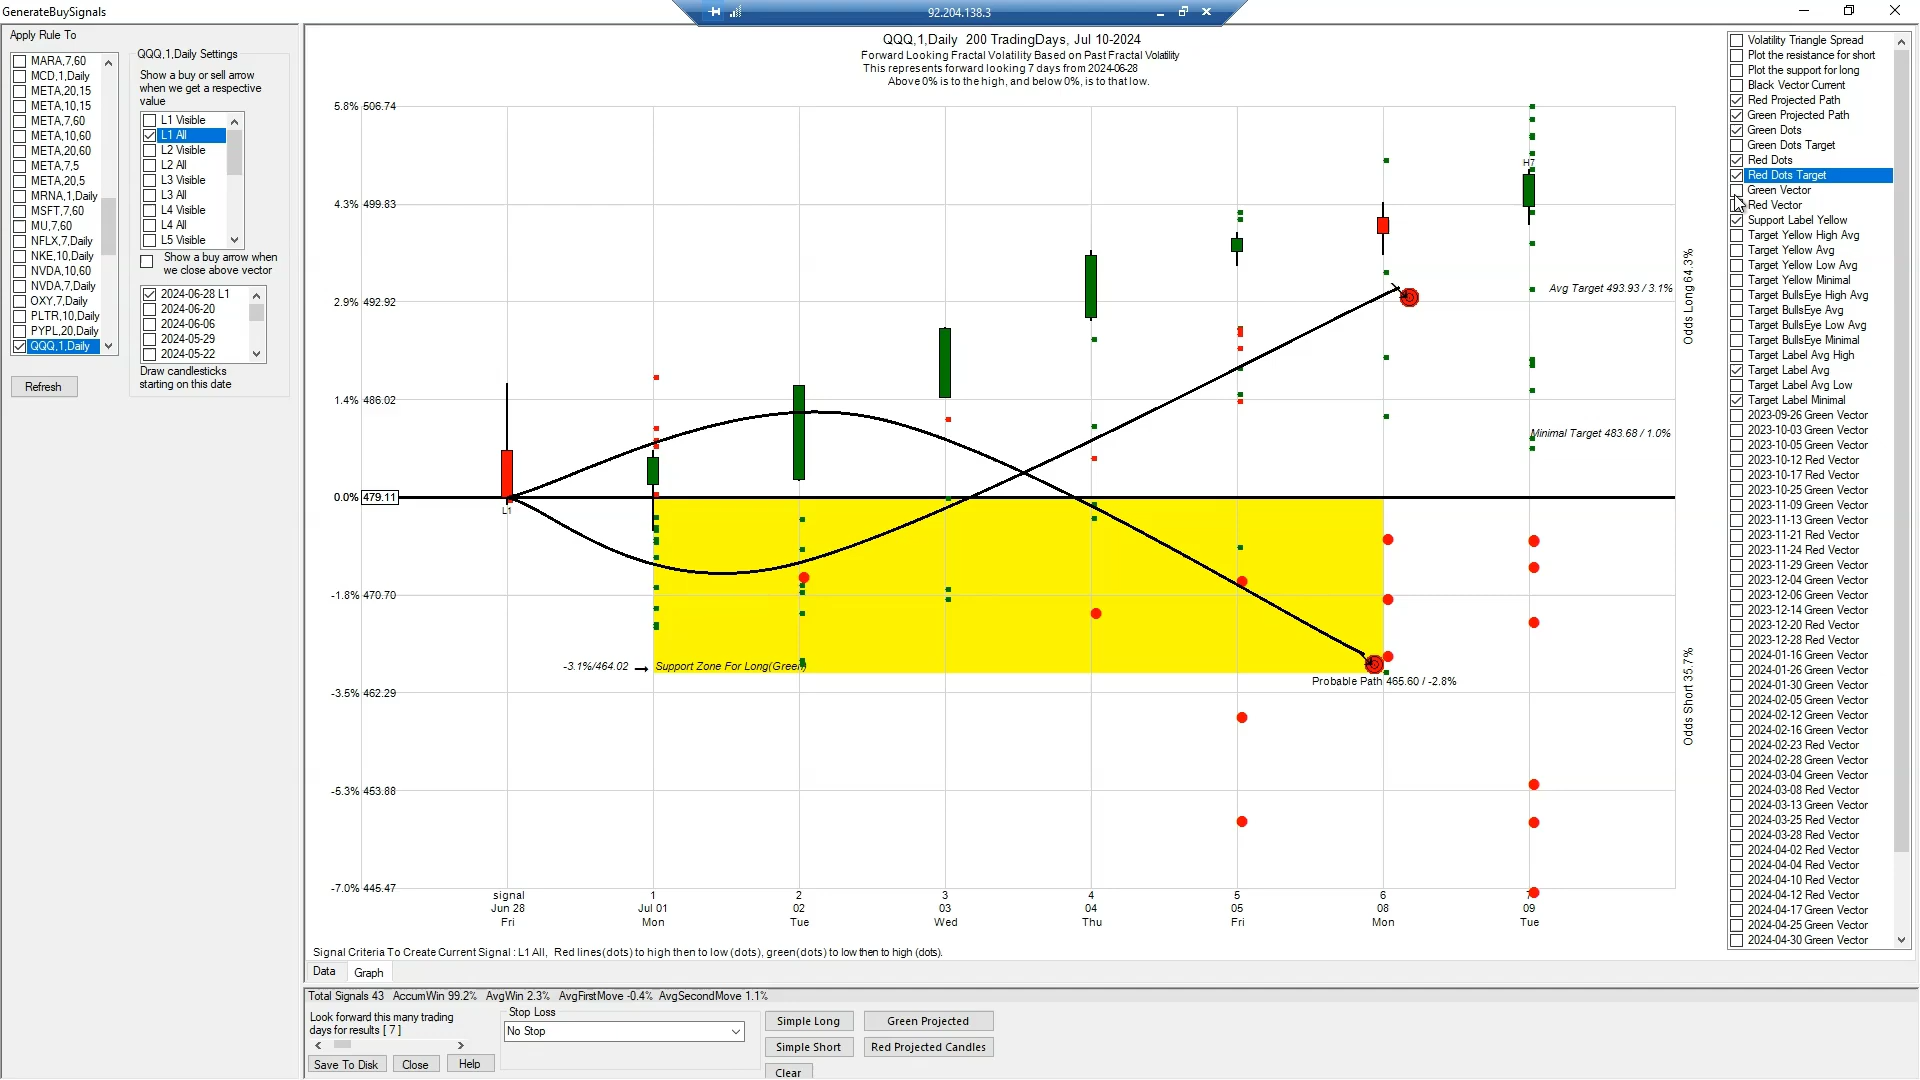 GenerateBuySignals
92.204.138.3
Apply Rule To
MARA,7,60
MCD,1,Daily
META,20,15
META,10,15
META,7,60
META,10,60
META,20,60
META,7,5
META,20,5
MRNA,1,Daily
MSFT,7,60
MU,7,60
NFLX,7,Daily
NKE,10,Daily
NVDA,10,60
NVDA,7,Daily
OXY,7,Daily
PLTR,10,Daily
PYPL,20,Daily
QQQ,1,Daily
Refresh
QQQ,1,Daily Settings
Show a buy or sell arrow
when we get a respective
value
L1 Visible
L1 All
L2 Visible
L2 All
L3 Visible
L3 All
L4 Visible
L4 All
L5 Visible
Show a buy arrow when
we close above vector
2024-06-28 L1
2024-06-20
2024-06-06
2024-05-29
2024-05-22
Draw candlesticks
starting on this date
QQQ,1,Daily 200 TradingDays, Jul 10-2024
Forward Looking Fractal Volatility Based on Past Fractal Volatility
This represents forward looking 7 days from 2024-06-28
Above 0% is to the high, and below 0%, is to that low.
5.8% 506.74
H7
4.3% 499.83
2.9% 492.92
Avg Target 493.93 / 3.1%
Odds Long 64.3%
1.4% 486.02
Minimal Target 483.68 / 1.0%
0.0% 479.11
L1
-1.8% 470.70
-3.1%/464.02
Support Zone For Long(Green)
Probable Path 465.60 / -2.8%
Odds Short 35.7%
-3.5% 462.29
-5.3% 453.88
-7.0% 445.47
signal 1 2 3 4 5 6 7
Jun 28 Jul 01 02 03 04 05 08 09
Fri Mon Tue Wed Thu Fri Mon Tue
Signal Criteria To Create Current Signal : L1 All, Red lines(dots) to high then to low (dots), green(dots) to low then to high (dots).
Data Graph
Total Signals 43 AccumWin 99.2% AvgWin 2.3% AvgFirstMove -0.4% AvgSecondMove 1.1%
Look forward this many trading
days for results [ 7 ]
Save To Disk Close Help
Stop Loss
No Stop
Simple Long Green Projected
Simple Short Red Projected Candles
Clear
Volatility Triangle Spread
Plot the resistance for short
Plot the support for long
Black Vector Current
Red Projected Path
Green Projected Path
Green Dots
Green Dots Target
Red Dots
Red Dots Target
Green Vector
Red Vector
Support Label Yellow
Target Yellow High Avg
Target Yellow Avg
Target Yellow Low Avg
Target Yellow Minimal
Target BullsEye High Avg
Target BullsEye Avg
Target BullsEye Low Avg
Target BullsEye Minimal
Target Label Avg High
Target Label Avg
Target Label Avg Low
Target Label Minimal
2023-09-26 Green Vector
2023-10-03 Green Vector
2023-10-05 Green Vector
2023-10-12 Red Vector
2023-10-17 Red Vector
2023-10-25 Green Vector
2023-11-09 Green Vector
2023-11-13 Green Vector
2023-11-21 Red Vector
2023-11-24 Red Vector
2023-11-29 Green Vector
2023-12-04 Green Vector
2023-12-06 Green Vector
2023-12-14 Green Vector
2023-12-20 Red Vector
2023-12-28 Red Vector
2024-01-16 Green Vector
2024-01-26 Green Vector
2024-01-30 Green Vector
2024-02-05 Green Vector
2024-02-12 Green Vector
2024-02-16 Green Vector
2024-02-23 Red Vector
2024-02-28 Green Vector
2024-03-04 Green Vector
2024-03-08 Red Vector
2024-03-13 Green Vector
2024-03-25 Red Vector
2024-03-28 Red Vector
2024-04-02 Red Vector
2024-04-04 Red Vector
2024-04-10 Red Vector
2024-04-12 Red Vector
2024-04-17 Green Vector
2024-04-25 Green Vector
2024-04-30 Green Vector